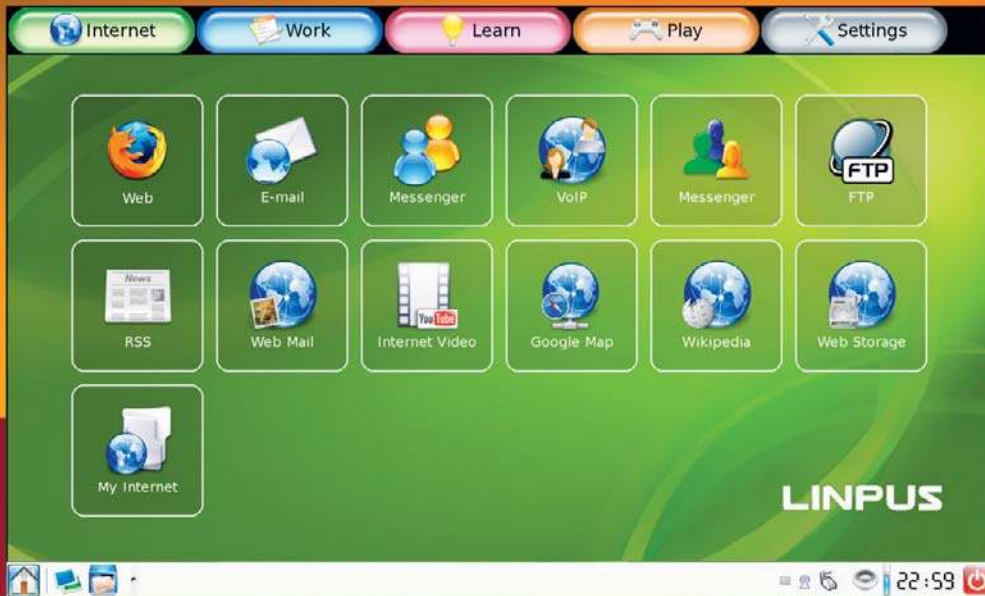 Internet Work Learn Play Settings
FTP
Web E-mail Messenger VoIP Messenger FTP
News
You Tube
RSS Web Mail Internet Video Google Map Wikipedia Web Storage
My Internet
LINPUS
22:59